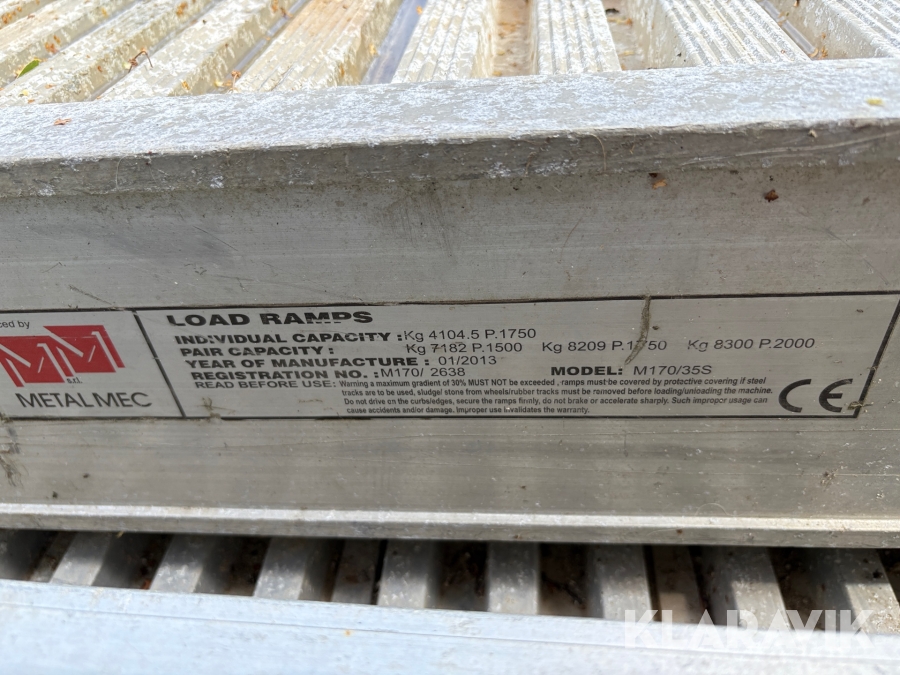 ced by
MM
s.r.l.
METALMEC
LOAD RAMPS
INDIVIDUAL CAPACITY : Kg 4104.5 P.1750
PAIR CAPACITY : Kg 7182 P.1500 Kg 8209 P.1750 Kg 8300 P.2000
YEAR OF MANUFACTURE : 01/2013
REGISTRATION NO. : M170/ 2638 MODEL: M170/35S
READ BEFORE USE: Warning a maximum gradient of 30% MUST NOT be exceeded , ramps must be covered by protective covering if steel
tracks are to be used, sludge/ stone from wheels/rubber tracks must be removed before loading/unloading the machine.
Do not drive on the curbs/edges, secure the ramps firmly, do not brake or accelerate sharply. Such improper usage can
cause accidents and/or damage. Improper use invalidates the warranty.
CE
KLARAVIK